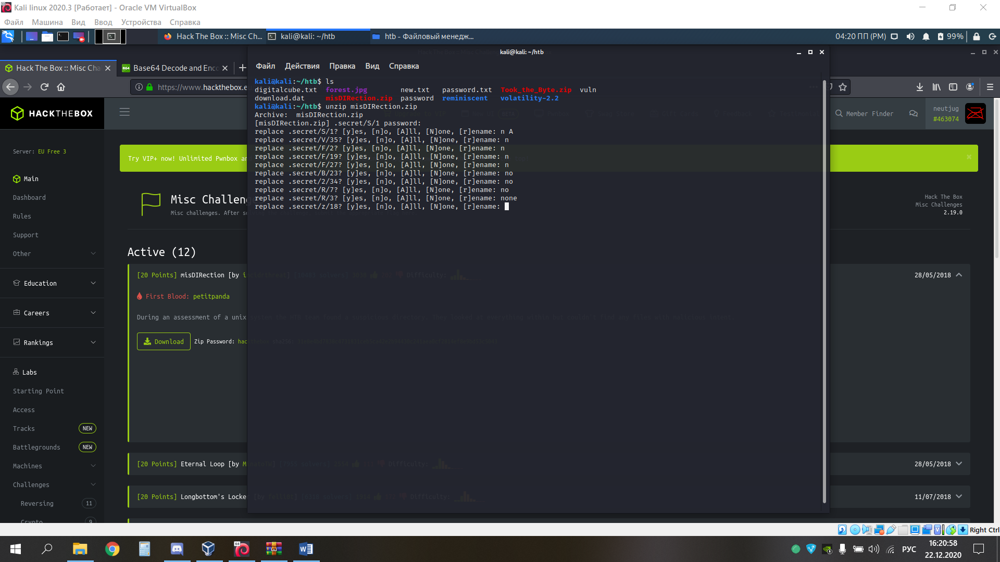 Kali linux 2020.3 [Работает] - Oracle VM VirtualBox
Файл Машина Вид Ввод Устройства Справка
Hack The Box :: Misc Ch... kali@kali: ~/htb htb - Файловый менедж... 04:20 ПП (PM) 99%
kali@kali: ~/htb
Hack The Box :: Misc Cha Base64 Decode and Enco
Файл Действия Правка Вид Справка
https://www.hackthebox.e
kali@kali:~/htb$ ls
digitalcube.txt forest.jpg new.txt password.txt Took_the_Byte.zip vuln
download.dat misDIRection.zip password reminiscent volatility-2.2
kali@kali:~/htb$ unzip misDIRection.zip
Archive: misDIRection.zip
[misDIRection.zip] .secret/S/1 password:
replace .secret/S/1? [y]es, [n]o, [A]ll, [N]one, [r]ename: n A
replace .secret/V/35? [y]es, [n]o, [A]ll, [N]one, [r]ename: n
replace .secret/F/2? [y]es, [n]o, [A]ll, [N]one, [r]ename: n
replace .secret/F/19? [y]es, [n]o, [A]ll, [N]one, [r]ename: n
replace .secret/F/27? [y]es, [n]o, [A]ll, [N]one, [r]ename: n
replace .secret/B/23? [y]es, [n]o, [A]ll, [N]one, [r]ename: no
replace .secret/2/34? [y]es, [n]o, [A]ll, [N]one, [r]ename: no
replace .secret/R/7? [y]es, [n]o, [A]ll, [N]one, [r]ename: no
replace .secret/R/3? [y]es, [n]o, [A]ll, [N]one, [r]ename: none
replace .secret/z/18? [y]es, [n]o, [A]ll, [N]one, [r]ename:
HACKTHEBOX
Member Finder
neutjug
#463074
Server: EU Free 3
Try VIP+ now! Unlimited Pwnbox an
Main
Dashboard
Rules
Support
Other
Education
Careers
Rankings
Labs
Starting Point
Access
Tracks NEW
Battlegrounds NEW
Machines
Challenges
Reversing 11
Crypto 9
Misc Challenges
Misc challenges. After
Hack The Box
Misc Challenges
2.19.0
Active (12)
[20 Points] misDIRection [by Difficulty: 28/05/2018
First Blood: petitpanda
During an assessment of a unix
Download Zip Password: hac
[20 Points] Eternal Loop [by Difficulty: 28/05/2018
[20 Points] Longbottom's Locke Difficulty: 11/07/2018
Right Ctrl
РУС
16:20:58
22.12.2020